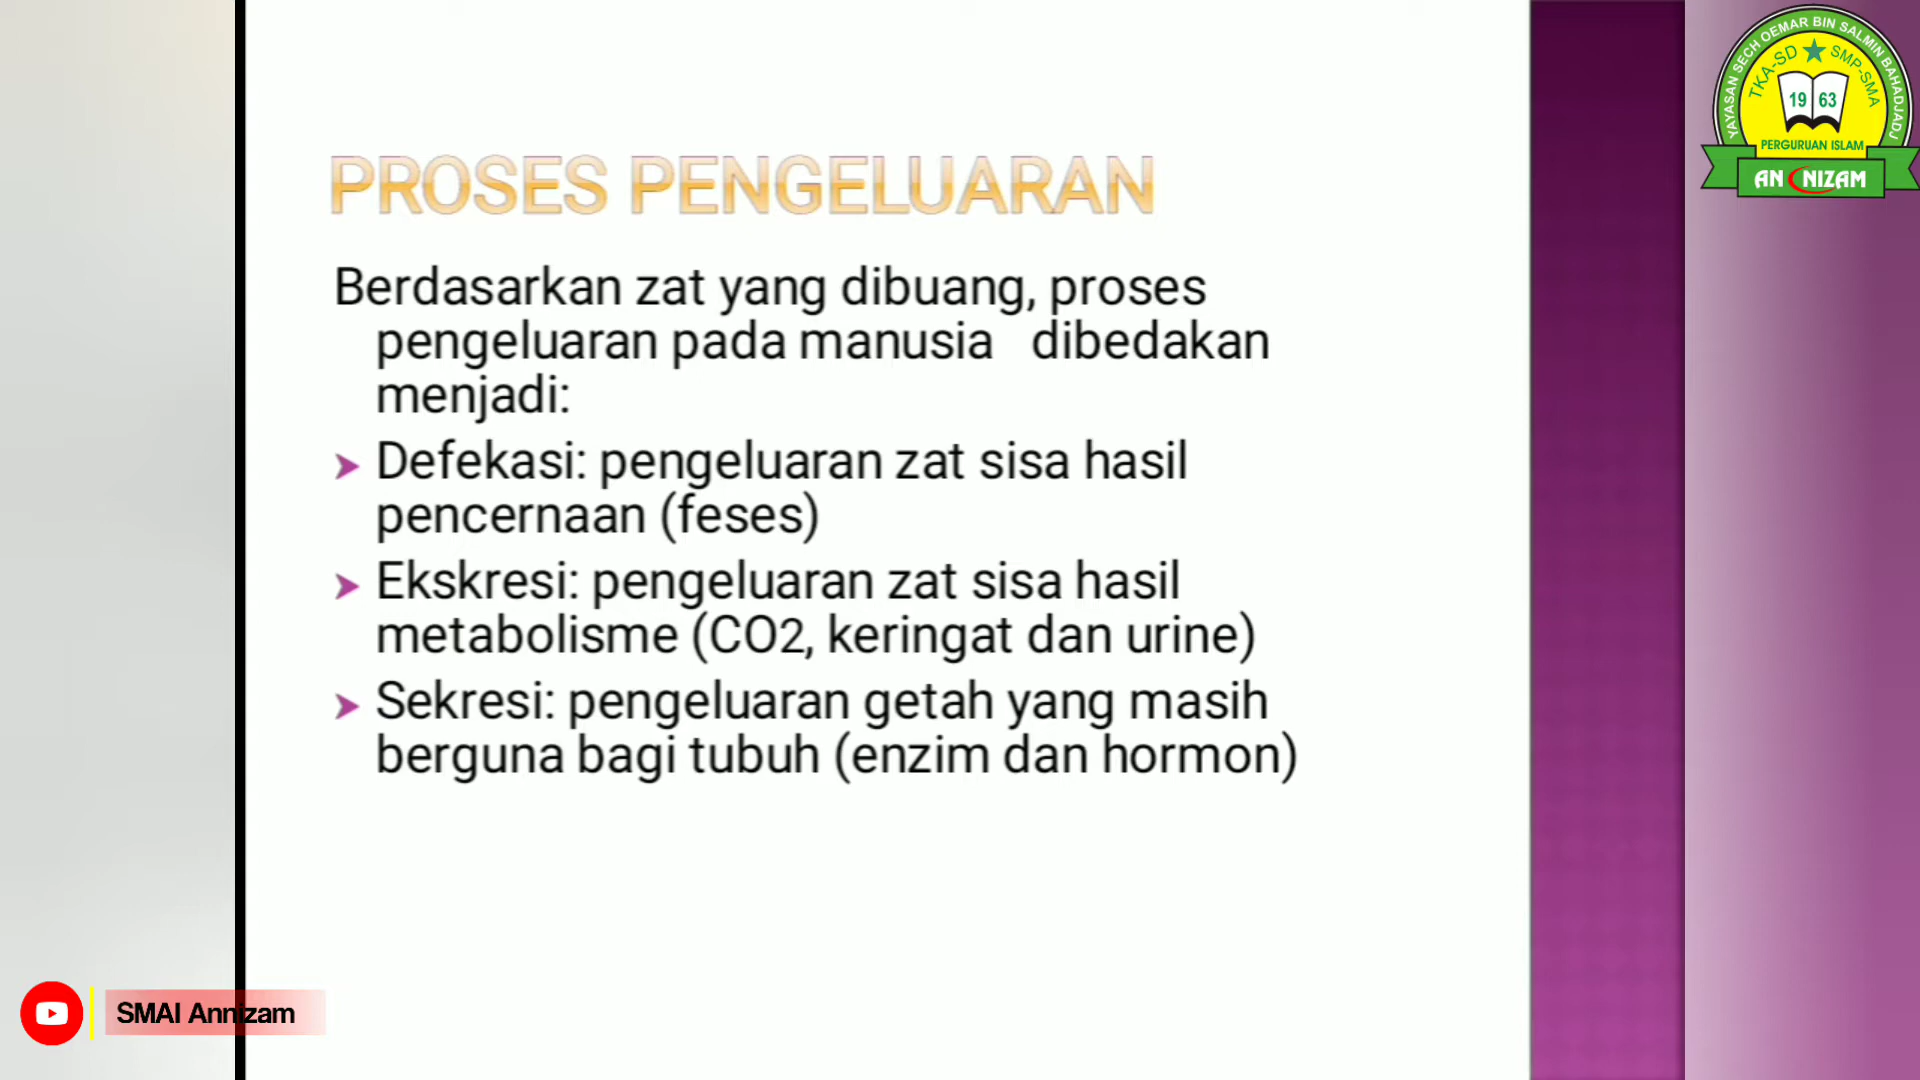 YAYASAN SECH OEMAR BIN SALMIN BAHADJADJ
TKA-SD SMP-SMA
19 63
PERGURUAN ISLAM
AN NIZAM
PROSES PENGELUARAN
Berdasarkan zat yang dibuang, proses
pengeluaran pada manusia dibedakan
menjadi:
➤ Defekasi: pengeluaran zat sisa hasil
pencernaan (feses)
➤ Ekskresi: pengeluaran zat sisa hasil
metabolisme (CO2, keringat dan urine)
➤ Sekresi: pengeluaran getah yang masih
berguna bagi tubuh (enzim dan hormon)
SMAI Annizam